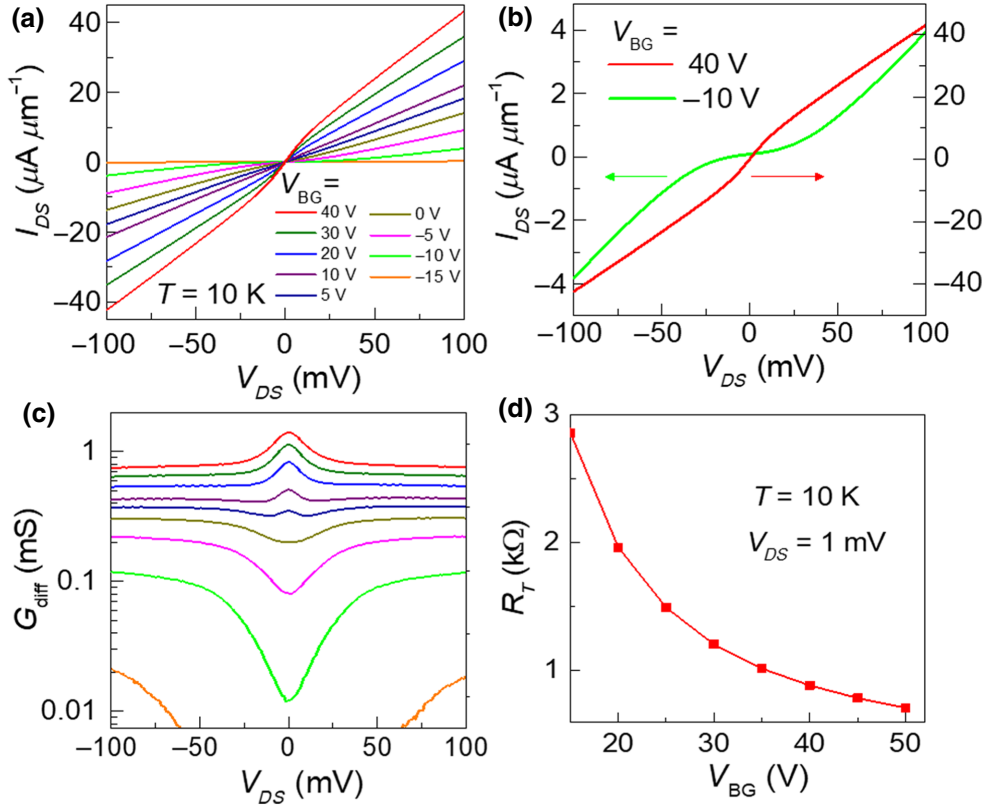 (a)
40
20
0
–20
–40
I_DS (μA μm⁻¹)
V_BG =
40 V
30 V
20 V
10 V
5 V
0 V
–5 V
–10 V
–15 V
T = 10 K
–100 –50 0 50 100
V_DS (mV)
(b)
4
2
0
–2
–4
I_DS (μA μm⁻¹)
V_BG =
40 V
–10 V
40
20
0
–20
–40
–100 –50 0 50 100
V_DS (mV)
(c)
1
0.1
0.01
G_diff (mS)
–100 –50 0 50 100
V_DS (mV)
(d)
3
2
1
R_T (kΩ)
T = 10 K
V_DS = 1 mV
20 30 40 50
V_BG (V)